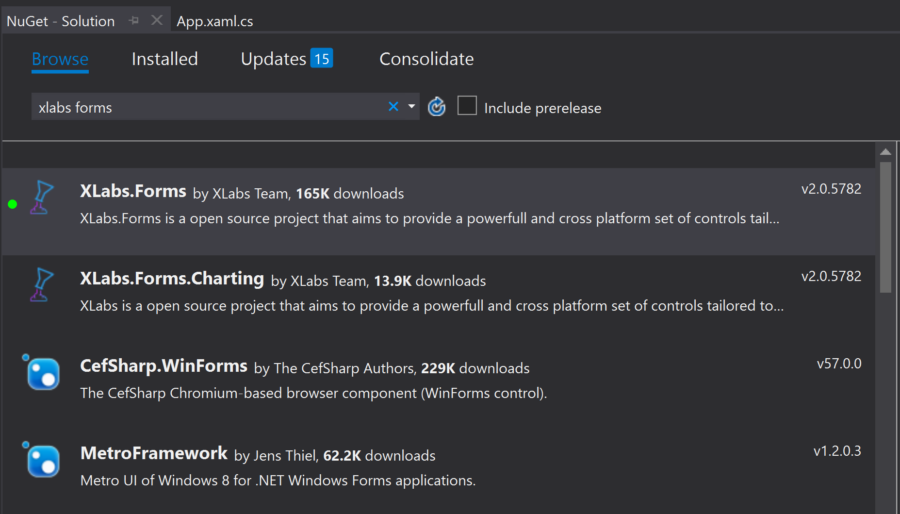 NuGet - Solution App.xaml.cs
Browse Installed Updates 15 Consolidate
xlabs forms Include prerelease
XLabs.Forms by XLabs Team, 165K downloads v2.0.5782
XLabs.Forms is a open source project that aims to provide a powerfull and cross platform set of controls tail...
XLabs.Forms.Charting by XLabs Team, 13.9K downloads v2.0.5782
XLabs is a open source project that aims to provide a powerfull and cross platform set of controls tailored to...
CefSharp.WinForms by The CefSharp Authors, 229K downloads v57.0.0
The CefSharp Chromium-based browser component (WinForms control).
MetroFramework by Jens Thiel, 62.2K downloads v1.2.0.3
Metro UI of Windows 8 for .NET Windows Forms applications.